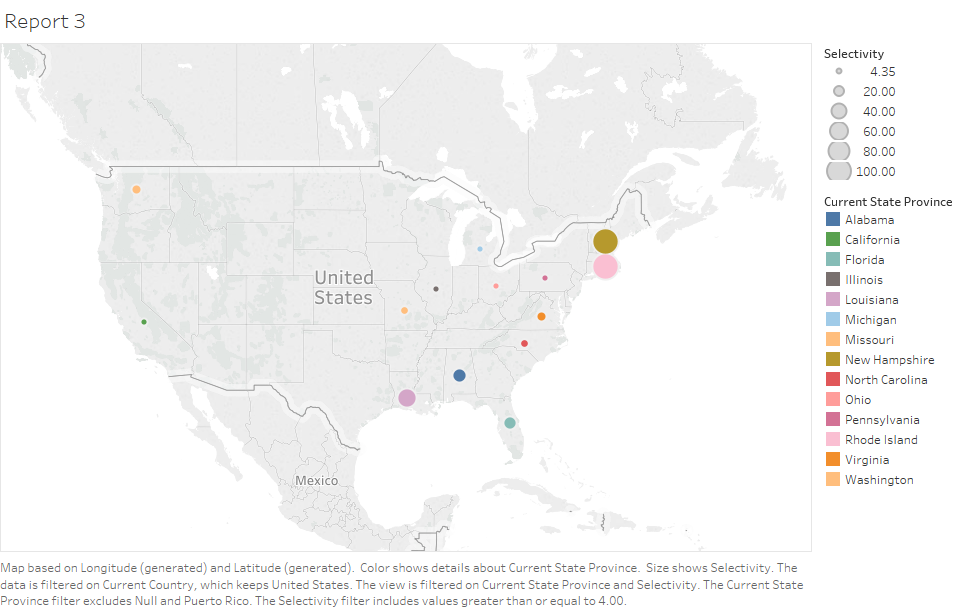 Report 3
United
States
Mexico
Selectivity
4.35
20.00
40.00
60.00
80.00
100.00
Current State Province
Alabama
California
Florida
Illinois
Louisiana
Michigan
Missouri
New Hampshire
North Carolina
Ohio
Pennsylvania
Rhode Island
Virginia
Washington
Map based on Longitude (generated) and Latitude (generated).  Color shows details about Current State Province.  Size shows Selectivity. The
data is filtered on Current Country, which keeps United States. The view is filtered on Current State Province and Selectivity. The Current State
Province filter excludes Null and Puerto Rico. The Selectivity filter includes values greater than or equal to 4.00.